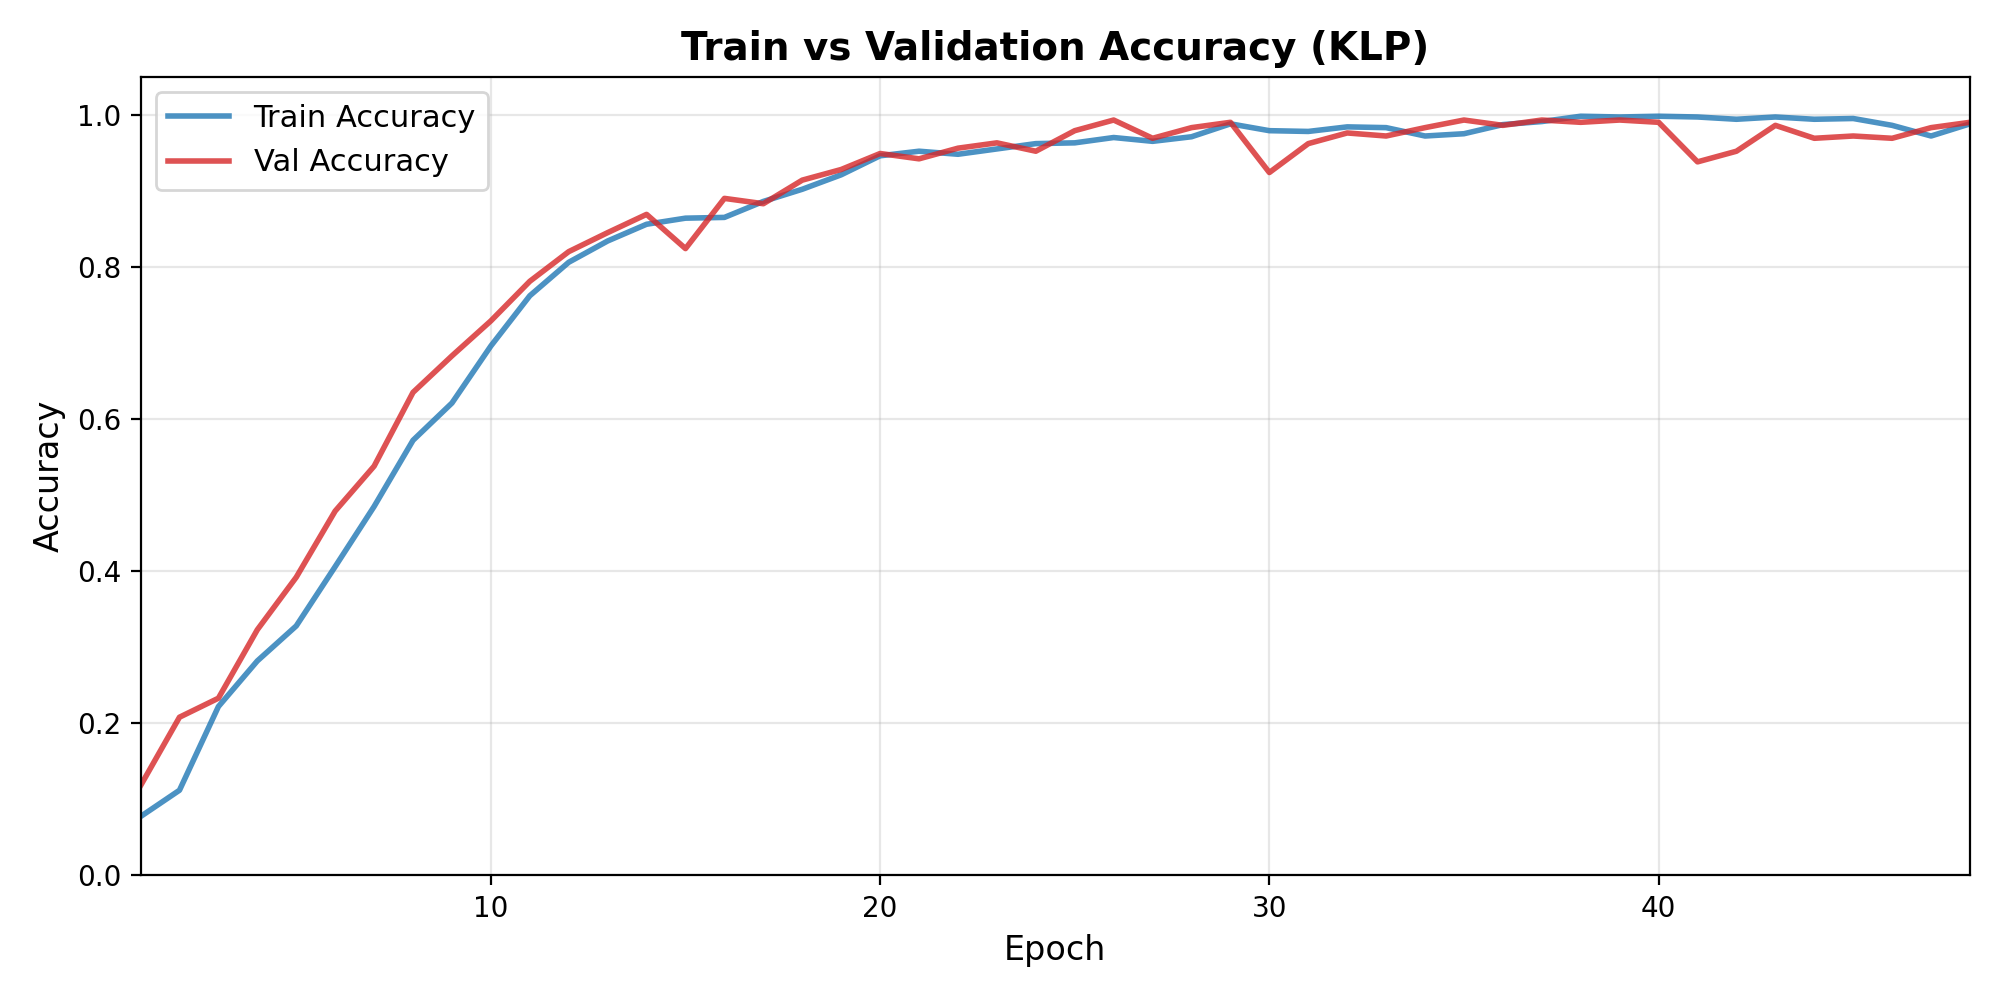 Train vs Validation Accuracy (KLP)
Train Accuracy
Val Accuracy
1.0
0.8
0.6
0.4
0.2
0.0
Accuracy
10 20 30 40
Epoch